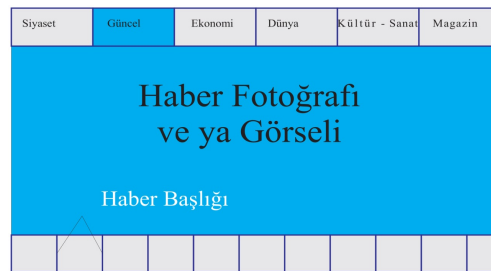 Siyaset Güncel Ekonomi Dünya Kültür - Sanat Magazin
Haber Fotoğrafı
ve ya Görseli
Haber Başlığı